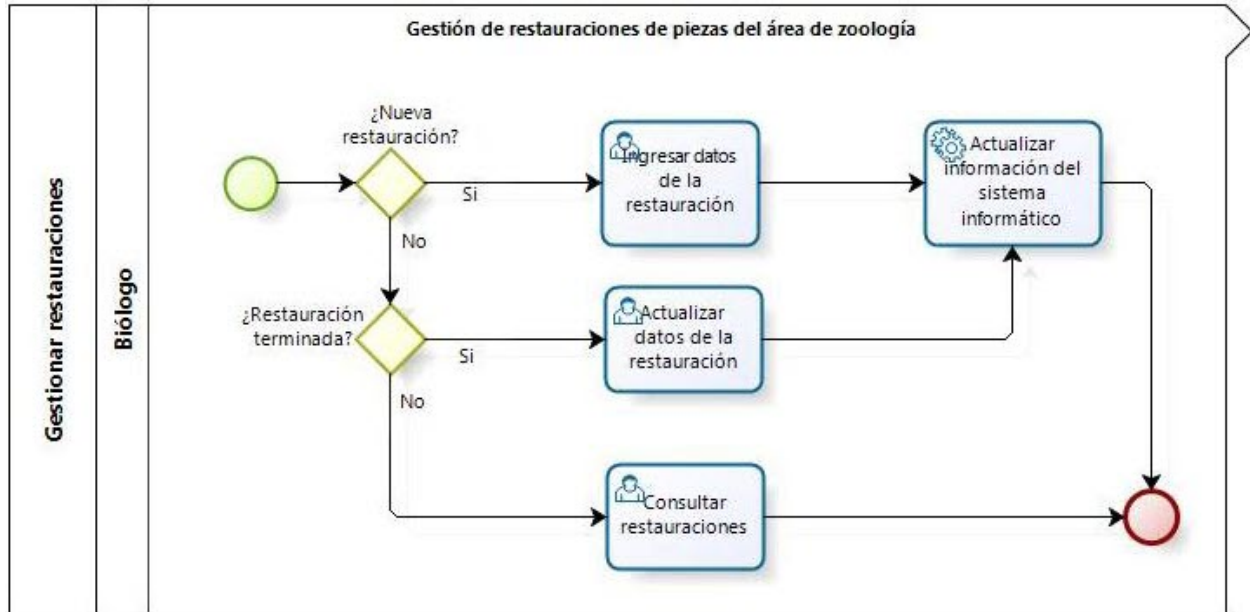 Gestión de restauraciones de piezas del área de zoología
Gestionar restauraciones
Biólogo
¿Nueva
restauración?
Si
No
Ingresar datos
de la
restauración
Actualizar
información del
sistema
informático
¿Restauración
terminada?
Si
No
Actualizar
datos de la
restauración
Consultar
restauraciones